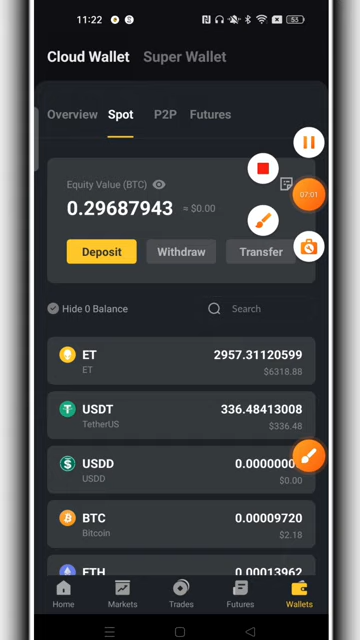 11:22
53
Cloud Wallet Super Wallet
Overview Spot P2P Futures
Equity Value (BTC)
07:01
0.29687943 ≈ $0.00
Deposit Withdraw Transfer
Hide 0 Balance Search
ET 2957.31120599
ET $6318.88
USDT 336.48413008
TetherUS $336.48
USDD 0.0000000
USDD $0.00
BTC 0.00009720
Bitcoin $2.18
ETH 0.00013962
Home Markets Trades Futures Wallets